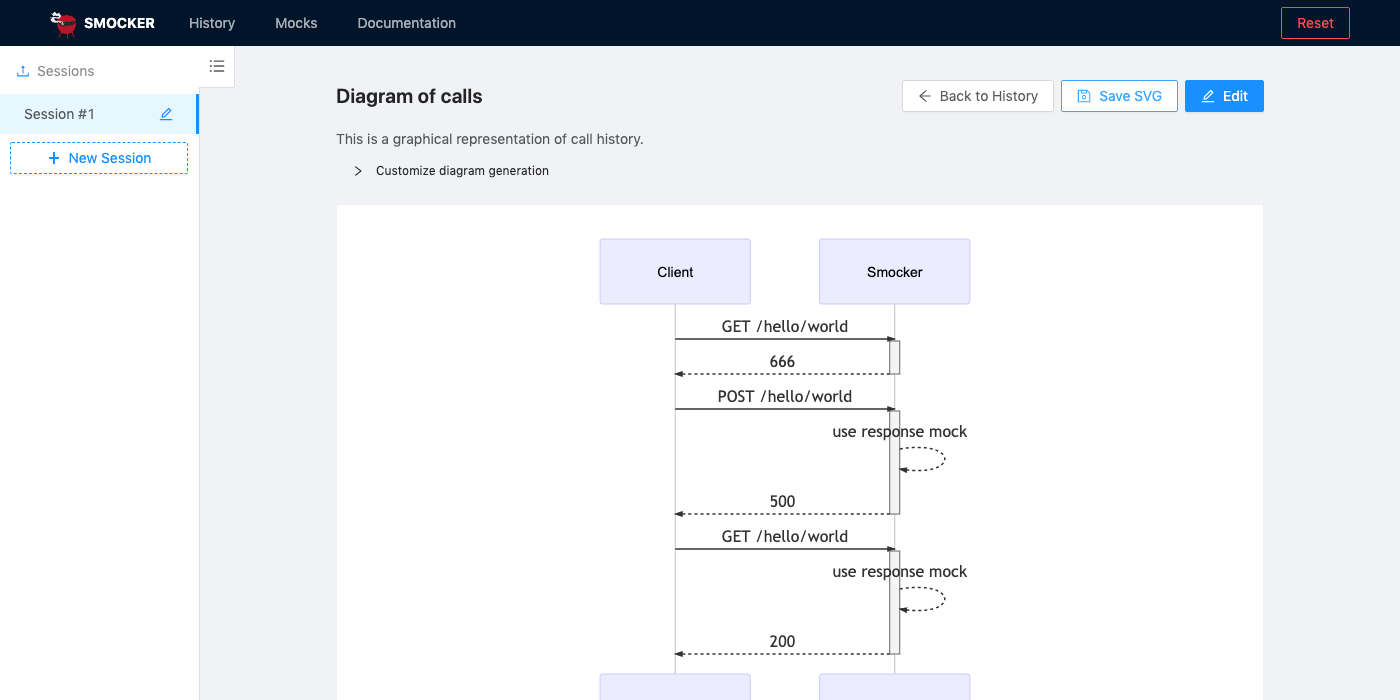 SMOCKER History Mocks Documentation Reset
Sessions
Session #1
New Session
Diagram of calls
Back to History Save SVG Edit
This is a graphical representation of call history.
Customize diagram generation
Client Smocker
GET /hello/world
666
POST /hello/world
use response mock
500
GET /hello/world
use response mock
200